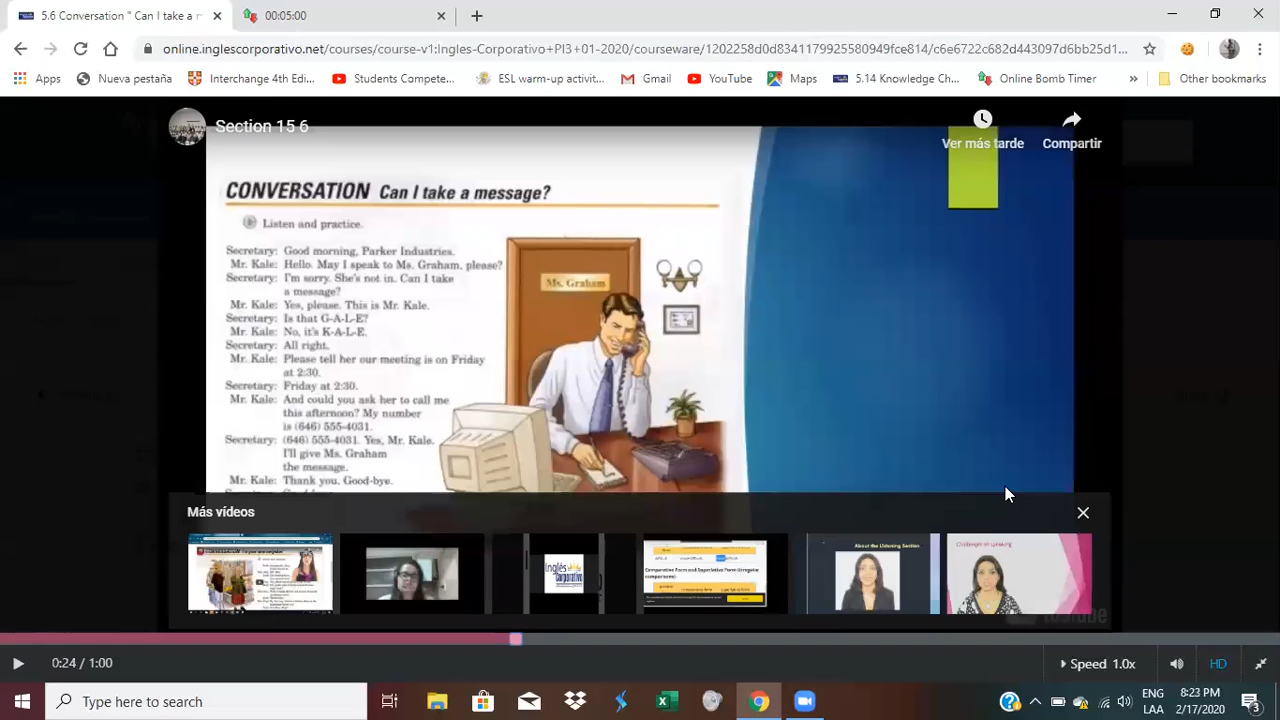 5.6 Conversation " Can I take a m
00:05:00
online.inglescorporativo.net/courses/course-v1:Ingles-Corporativo+PI3+01-2020/courseware/1202258d0d8341179925580949fce814/c6e6722c682d443097d6bb25d1...
Apps
Nueva pestaña
Interchange 4th Edi...
Students Compete...
ESL warm-up activit...
Gmail
YouTube
Maps
5.14 Knowledge Ch...
Online Bomb Timer
»
Other bookmarks
Section 15 6
Ver más tarde
Compartir
CONVERSATION Can I take a message?
Listen and practice.
Secretary: Good morning, Parker Industries.
Mr. Kale: Hello. May I speak to Ms. Graham, please?
Secretary: I'm sorry. She's not in. Can I take
a message?
Mr. Kale: Yes, please. This is Mr. Kale.
Secretary: Is that G-A-L-E?
Mr. Kale: No, it's K-A-L-E.
Secretary: All right.
Mr. Kale: Please tell her our meeting is on Friday
at 2:30.
Secretary: Friday at 2:30.
Mr. Kale: And could you ask her to call me
this afternoon? My number
is (646) 555-4031.
Secretary: (646) 555-4031. Yes, Mr. Kale.
I'll give Ms. Graham
the message.
Mr. Kale: Thank you. Good-bye.
Ms. Graham
Más vídeos
Inglés
corporativo
Comparative Form and Superlative Form (irregular
comparisons)
About the Listening Section
Challenges on speaking
YouTube
0:24 / 1:00
Speed 1.0x
HD
Type here to search
ENG
LAA
8:23 PM
2/17/2020
3